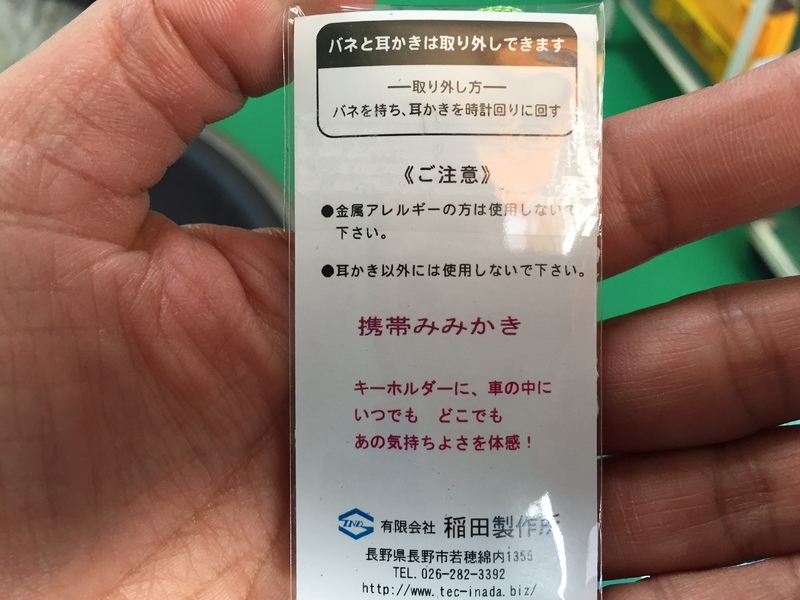 バネと耳かきは取り外しできます
取り外し方
バネを持ち、耳かきを時計回りに回す
《ご注意》
●金属アレルギーの方は使用しないで
下さい。
●耳かき以外には使用しないで下さい。
携帯みみかき
キーホルダーに、車の中に
いつでも どこでも
あの気持ちよさを体感！
有限会社 稲田製作所
長野県長野市若穂綿内1355
TEL. 026-282-3392
http://www.tec-inada.biz/